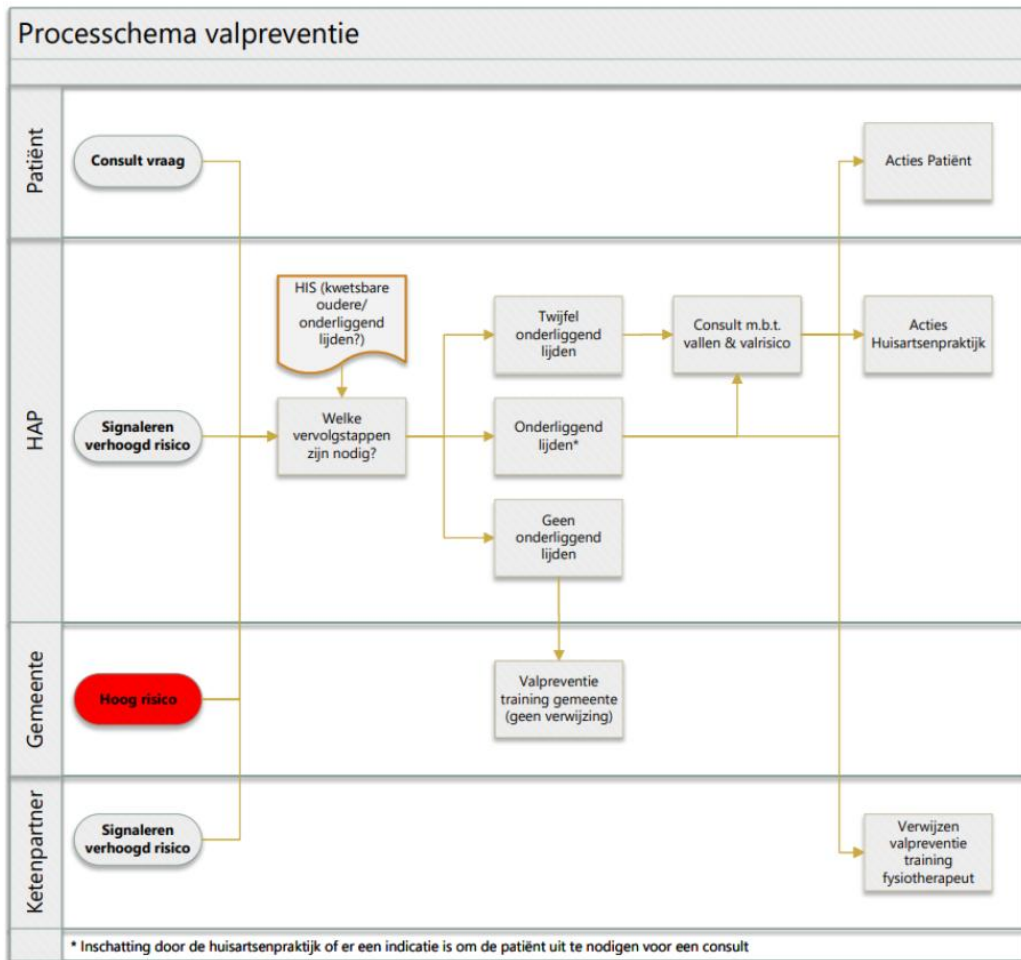 Processchema valpreventie
Patiënt
Consult vraag
Acties Patiënt
HAP
HIS (kwetsbare
oudere/
onderliggend
lijden?)
Twijfel
onderliggend
lijden
Consult m.b.t.
vallen & valrisico
Acties
Huisartsenpraktijk
Signaleren
verhoogd risico
Welke
vervolgstappen
zijn nodig?
Onderliggend
lijden*
Geen
onderliggend
lijden
Gemeente
Hoog risico
Valpreventie
training gemeente
(geen verwijzing)
Ketenpartner
Signaleren
verhoogd risico
Verwijzen
valpreventie
training
fysiotherapeut
* Inschatting door de huisartsenpraktijk of er een indicatie is om de patiënt uit te nodigen voor een consult